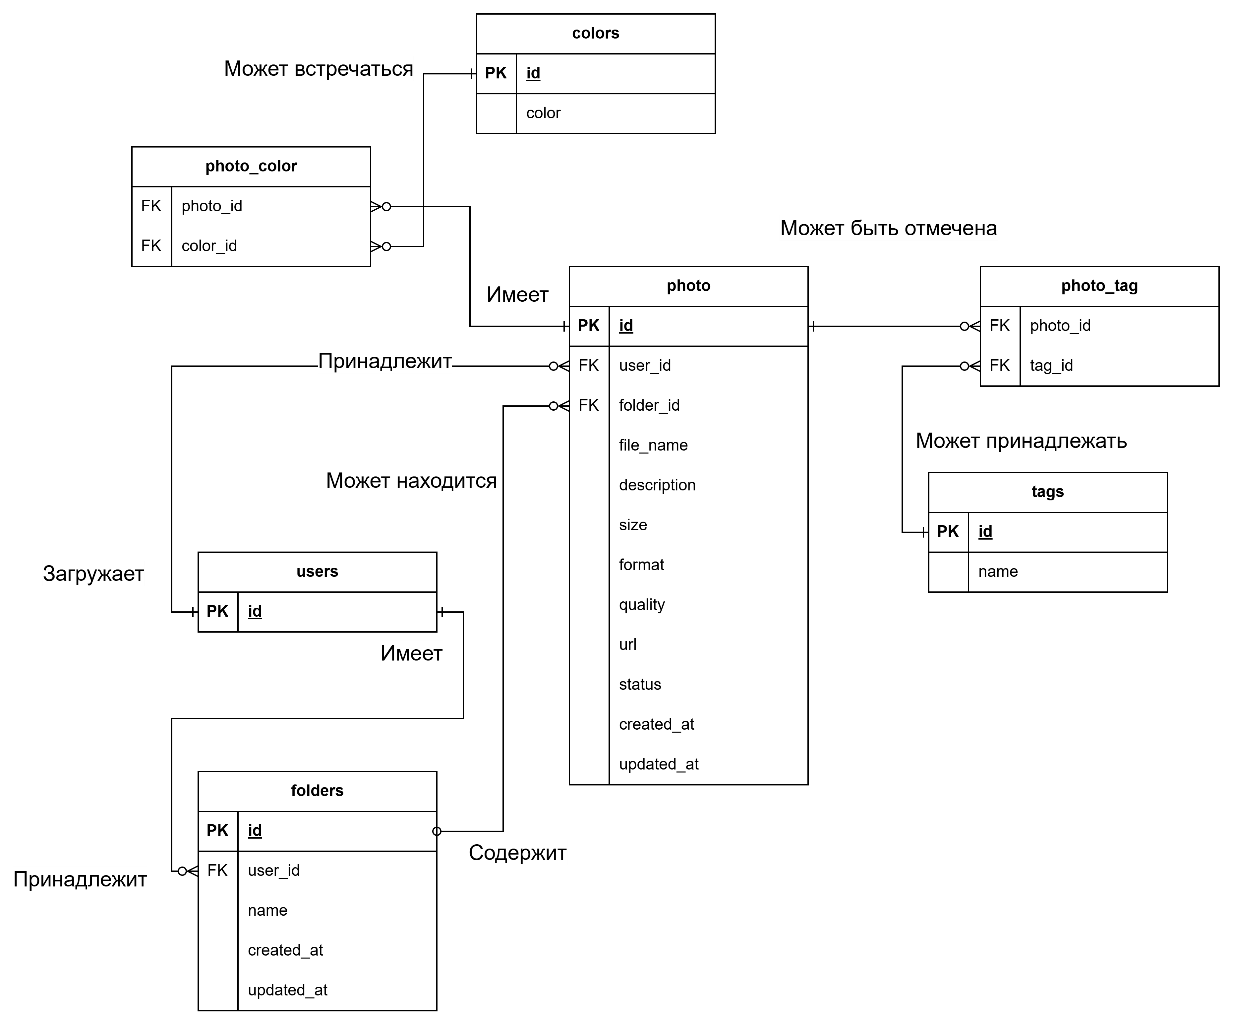 colors
Может встречаться
PK id
color
photo_color
FK photo_id
FK color_id
Может быть отмечена
Имеет
photo
PK id
FK user_id
FK folder_id
file_name
description
size
format
quality
url
status
created_at
updated_at
photo_tag
FK photo_id
FK tag_id
Принадлежит
Может принадлежать
tags
PK id
name
Может находится
Загружает
users
PK id
Имеет
folders
PK id
FK user_id
name
created_at
updated_at
Содержит
Принадлежит